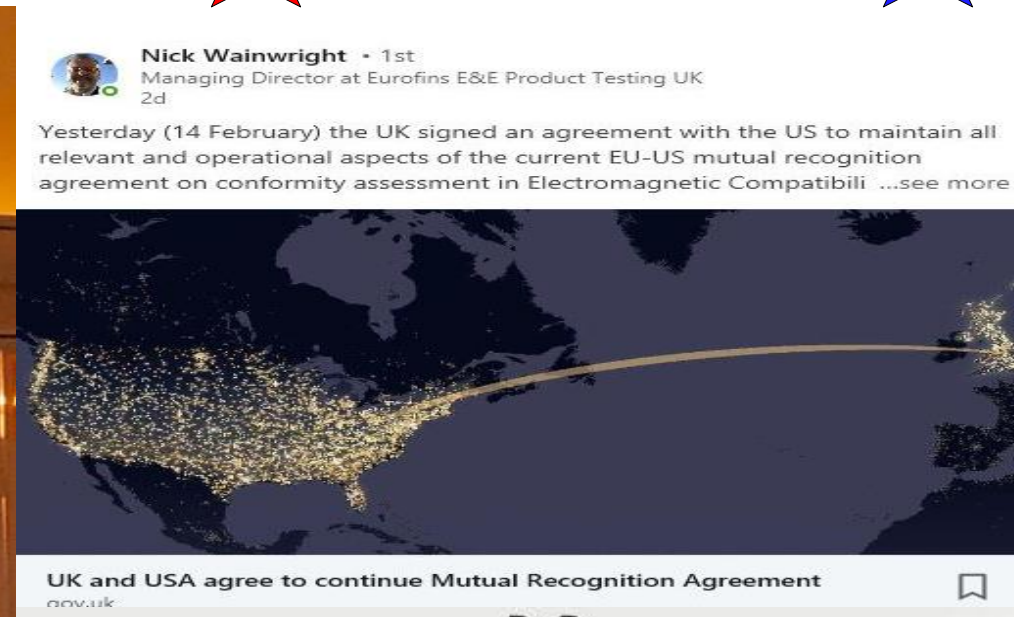 Nick Wainwright • 1st
Managing Director at Eurofins E&E Product Testing UK
2d
Yesterday (14 February) the UK signed an agreement with the US to maintain all
relevant and operational aspects of the current EU-US mutual recognition
agreement on conformity assessment in Electromagnetic Compatibili ...see more
UK and USA agree to continue Mutual Recognition Agreement
gov.uk